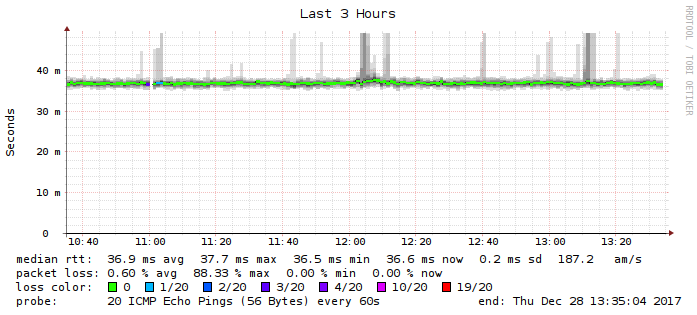 Last 3 Hours
RRDTOOL / TOBI OETIKER
Seconds
40 m
30 m
20 m
10 m
0
10:40 11:00 11:20 11:40 12:00 12:20 12:40 13:00 13:20
median rtt: 36.9 ms avg 37.7 ms max 36.5 ms min 36.6 ms now 0.2 ms sd 187.2 am/s
packet loss: 0.60 % avg 88.33 % max 0.00 % min 0.00 % now
loss color: 0 1/20 2/20 3/20 4/20 10/20 19/20
probe: 20 ICMP Echo Pings (56 Bytes) every 60s end: Thu Dec 28 13:35:04 2017